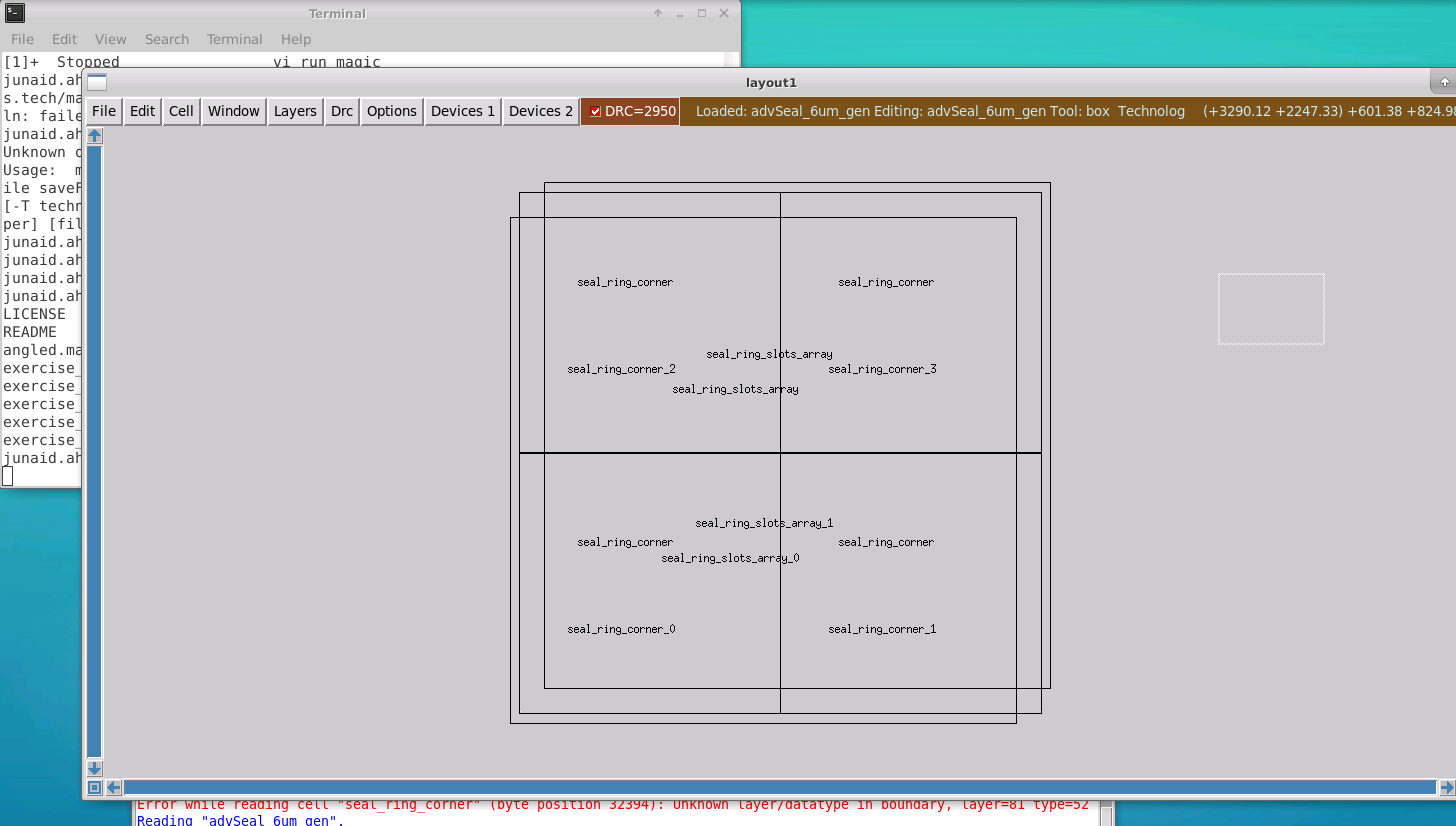 Terminal
File Edit View Search Terminal Help
[1]+ Stopped vi run_magic
junaid.ah
s.tech/ma
ln: faile
junaid.ah
Unknown o
Usage: m
ile saveF
[-T techn
per] [fil
junaid.ah
junaid.ah
junaid.ah
junaid.ah
LICENSE
README
angled.ma
exercise_
exercise_
exercise_
exercise_
exercise_
junaid.ah
layout1
File Edit Cell Window Layers Drc Options Devices 1 Devices 2 DRC=2950 Loaded: advSeal_6um_gen Editing: advSeal_6um_gen Tool: box Technolog (+3290.12 +2247.33) +601.38 +824.98
seal_ring_corner seal_ring_corner
seal_ring_slots_array
seal_ring_corner_2 seal_ring_corner_3
seal_ring_slots_array
seal_ring_slots_array_1
seal_ring_corner seal_ring_corner
seal_ring_slots_array_0
seal_ring_corner_0 seal_ring_corner_1
Error while reading cell "seal_ring_corner" (byte position 32394): Unknown layer/datatype in boundary, layer=81 type=52
Reading "advSeal_6um_gen".